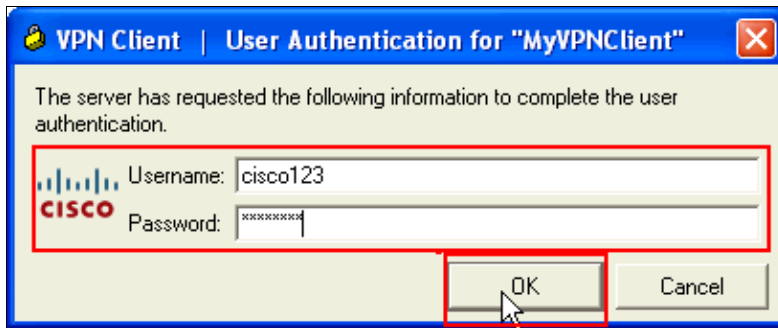 VPN Client | User Authentication for "MyVPNClient"
The server has requested the following information to complete the user
authentication.
CISCO
Username: cisco123
Password: ********
OK Cancel